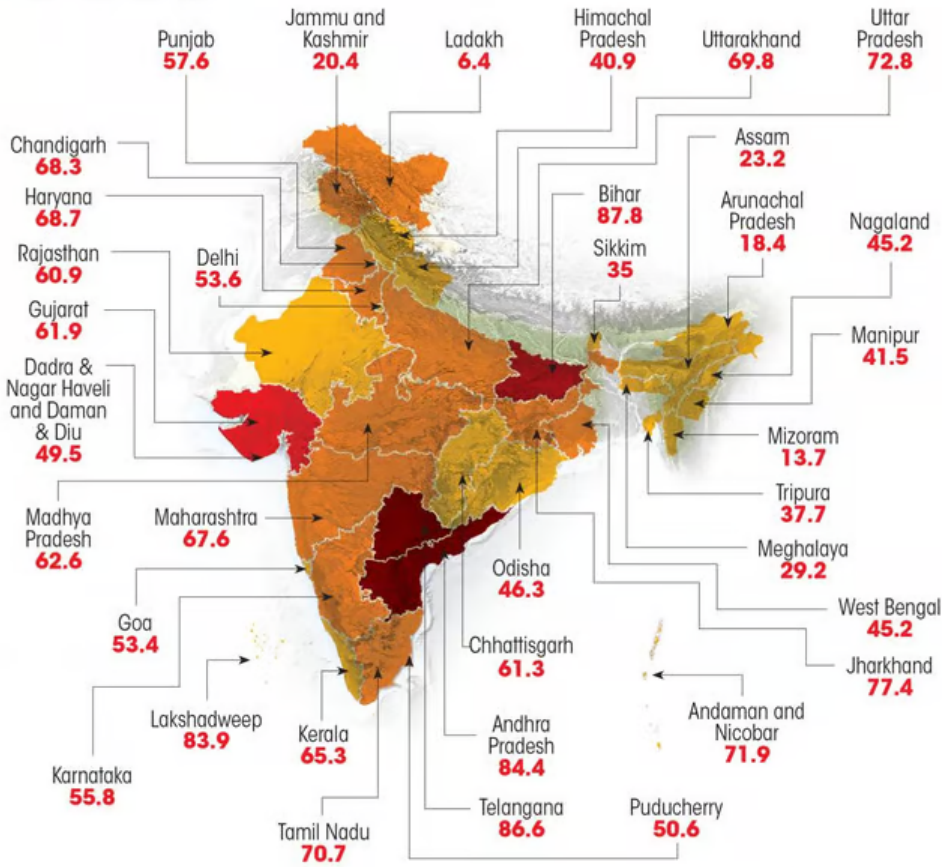 Punjab
57.6
Jammu and
Kashmir
20.4
Ladakh
6.4
Himachal
Pradesh
40.9
Uttarakhand
69.8
Uttar
Pradesh
72.8
Chandigarh
68.3
Haryana
68.7
Rajasthan
60.9
Gujarat
61.9
Dadra &
Nagar Haveli
and Daman
& Diu
49.5
Delhi
53.6
Bihar
87.8
Sikkim
35
Assam
23.2
Arunachal
Pradesh
18.4
Nagaland
45.2
Manipur
41.5
Mizoram
13.7
Tripura
37.7
Meghalaya
29.2
West Bengal
45.2
Jharkhand
77.4
Madhya
Pradesh
62.6
Maharashtra
67.6
Odisha
46.3
Goa
53.4
Chhattisgarh
61.3
Lakshadweep
83.9
Kerala
65.3
Andhra
Pradesh
84.4
Andaman and
Nicobar
71.9
Karnataka
55.8
Tamil Nadu
70.7
Telangana
86.6
Puducherry
50.6